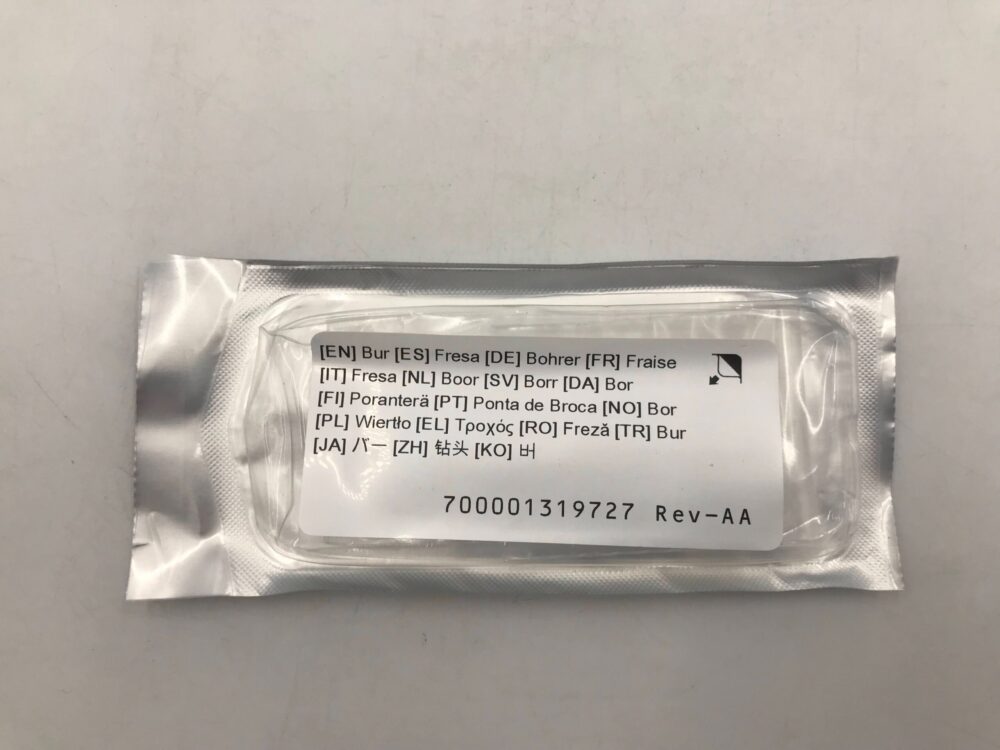 [EN] Bur [ES] Fresa [DE] Bohrer [FR] Fraise
[IT] Fresa [NL] Boor [SV] Borr [DA] Bor
[FI] Poranterä [PT] Ponta de Broca [NO] Bor
[PL] Wiertło [EL] Τροχός [RO] Freză [TR] Bur
[JA] バー [ZH] 钻头 [KO] 버
700001319727 Rev-AA